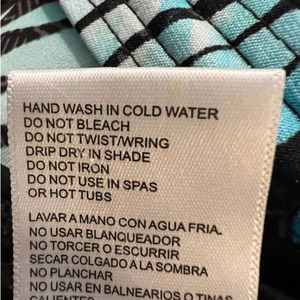 HAND WASH IN COLD WATER
DO NOT BLEACH
DO NOT TWIST/WRING
DRIP DRY IN SHADE
DO NOT IRON
DO NOT USE IN SPAS
OR HOT TUBS
LAVAR A MANO CON AGUA FRIA.
NO USAR BLANQUEADOR
NO TORCER O ESCURRIR
SECAR COLGADO A LA SOMBRA
NO PLANCHAR
NO USAR EN BALNEARIOS O TINAS
CALIENTES